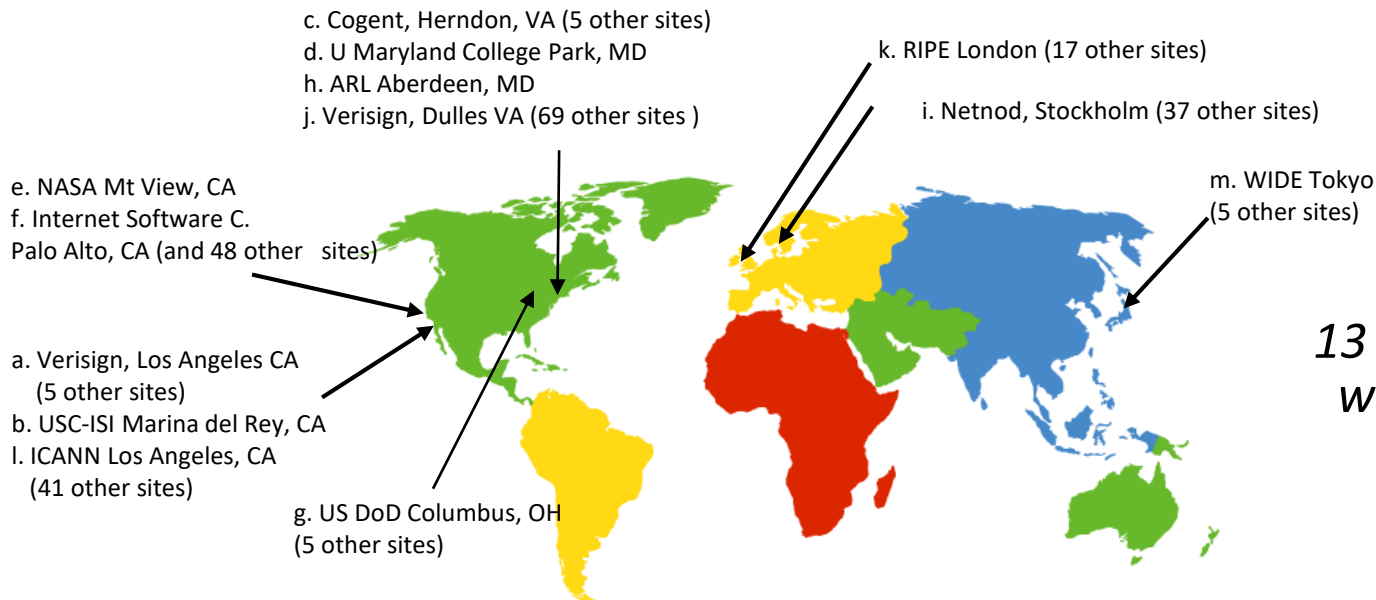 c. Cogent, Herndon, VA (5 other sites)
d. U Maryland College Park, MD
h. ARL Aberdeen, MD
j. Verisign, Dulles VA (69 other sites )
k. RIPE London (17 other sites)
i. Netnod, Stockholm (37 other sites)
e. NASA Mt View, CA
f. Internet Software C.
Palo Alto, CA (and 48 other sites)
m. WIDE Tokyo
(5 other sites)
a. Verisign, Los Angeles CA
(5 other sites)
b. USC-ISI Marina del Rey, CA
l. ICANN Los Angeles, CA
(41 other sites)
g. US DoD Columbus, OH
(5 other sites)
13
w